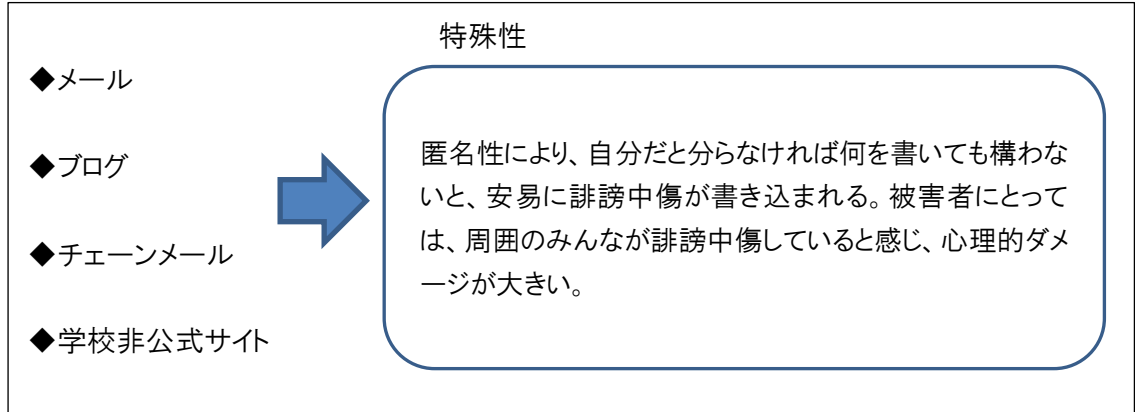 特殊性
◆メール
◆ブログ
◆チェーンメール
◆学校非公式サイト
匿名性により、自分だと分らなければ何を書いても構わな
いと、安易に誹謗中傷が書き込まれる。被害者にとって
は、周囲のみんなが誹謗中傷していると感じ、心理的ダメ
ージが大きい。